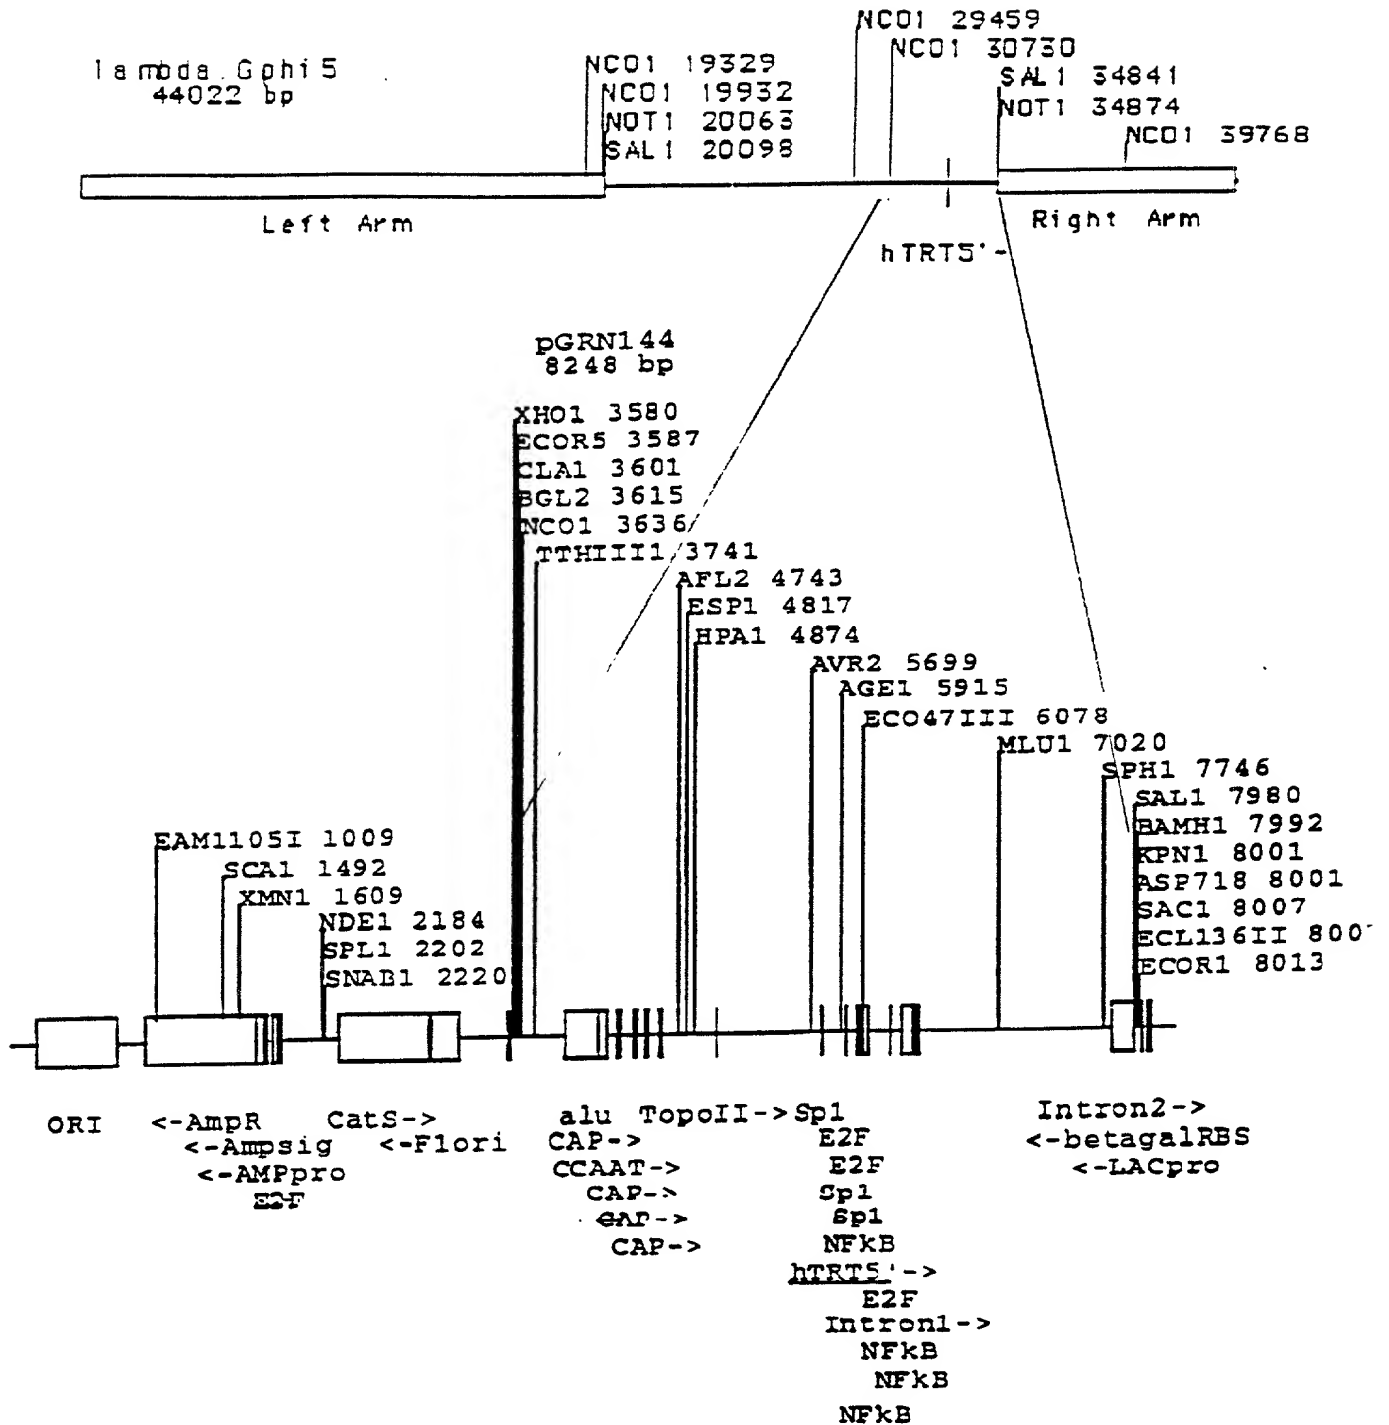 lambda Gphi5
44022 bp
NCO1 19329
NCO1 19932
NOT1 20063
SAL1 20098
NCO1 29459
NCO1 30730
SAL1 34841
NOT1 34874
NCO1 39768
Left Arm
hTRT5'-
Right Arm
pGRN144
8248 bp
XHO1 3580
ECOR5 3587
CLA1 3601
BGL2 3615
NCO1 3636
TTHIII1 3741
AFL2 4743
ESP1 4817
HPA1 4874
AVR2 5699
AGE1 5915
ECO47III 6078
MLU1 7020
SPH1 7746
SAL1 7980
BAMH1 7992
KPN1 8001
ASP718 8001
SAC1 8007
ECL136II 800
ECOR1 8013
EAM1105I 1009
SCA1 1492
XMN1 1609
NDE1 2184
SPL1 2202
SNAB1 2220
ORI
<-AmpR
<-Ampsig
<-AMPpro
E2F
CatS->
<-F1ori
alu
CAP->
CCAAT->
CAP->
CAP->
CAP->
TopoII->
Sp1
E2F
E2F
Sp1
Sp1
NFkB
hTRT5'->
E2F
Intron1->
NFkB
NFkB
NFkB
Intron2->
<-betagalRBS
<-LACpro